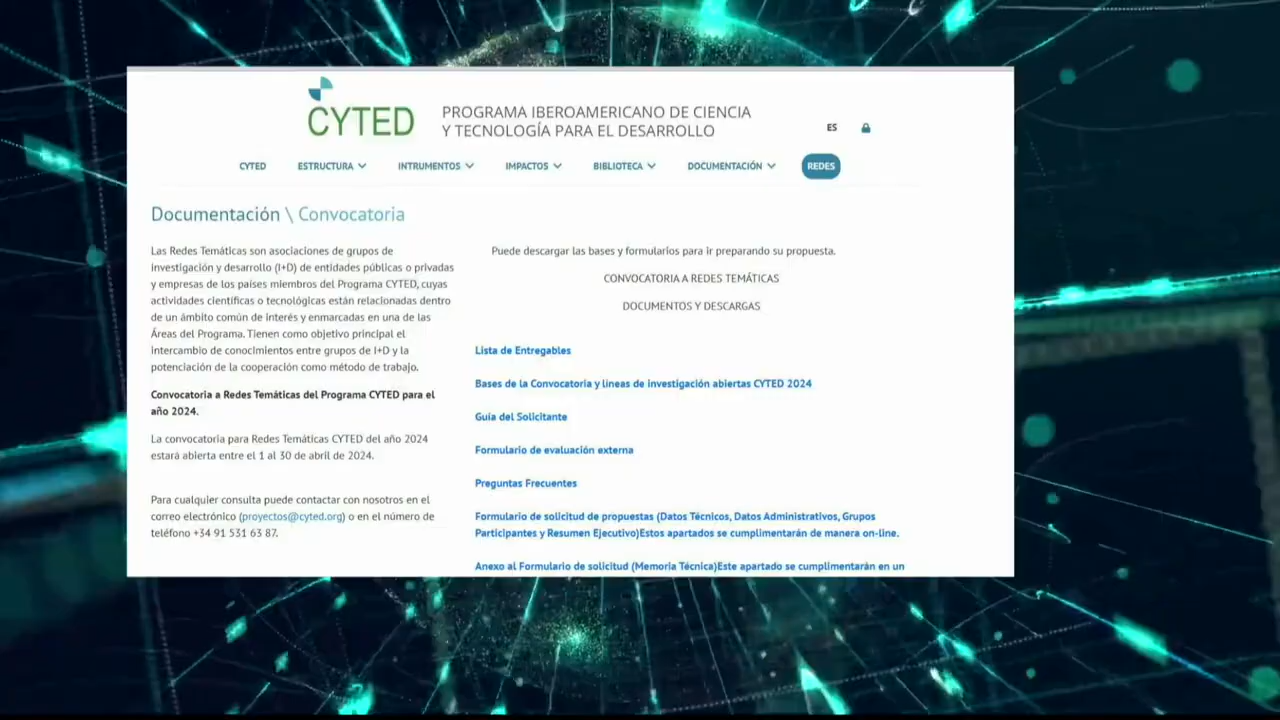 CYTED
PROGRAMA IBEROAMERICANO DE CIENCIA
Y TECNOLOGÍA PARA EL DESARROLLO
ES
CYTED ESTRUCTURA INTRUMENTOS IMPACTOS BIBLIOTECA DOCUMENTACIÓN REDES
Documentación \ Convocatoria
Las Redes Temáticas son asociaciones de grupos de
investigación y desarrollo (I+D) de entidades públicas o privadas
y empresas de los países miembros del Programa CYTED, cuyas
actividades científicas o tecnológicas están relacionadas dentro
de un ámbito común de interés y enmarcadas en una de las
Áreas del Programa. Tienen como objetivo principal el
intercambio de conocimientos entre grupos de I+D y la
potenciación de la cooperación como método de trabajo.
Convocatoria a Redes Temáticas del Programa CYTED para el
año 2024.
La convocatoria para Redes Temáticas CYTED del año 2024
estará abierta entre el 1 al 30 de abril de 2024.
Para cualquier consulta puede contactar con nosotros en el
correo electrónico (proyectos@cyted.org) o en el número de
teléfono +34 91 531 63 87.
Puede descargar las bases y formularios para ir preparando su propuesta.
CONVOCATORIA A REDES TEMÁTICAS
DOCUMENTOS Y DESCARGAS
Lista de Entregables
Bases de la Convocatoria y líneas de investigación abiertas CYTED 2024
Guía del Solicitante
Formulario de evaluación externa
Preguntas Frecuentes
Formulario de solicitud de propuestas (Datos Técnicos, Datos Administrativos, Grupos
Participantes y Resumen Ejecutivo)Estos apartados se cumplimentarán de manera on-line.
Anexo al Formulario de solicitud (Memoria Técnica)Este apartado se cumplimentarán en un